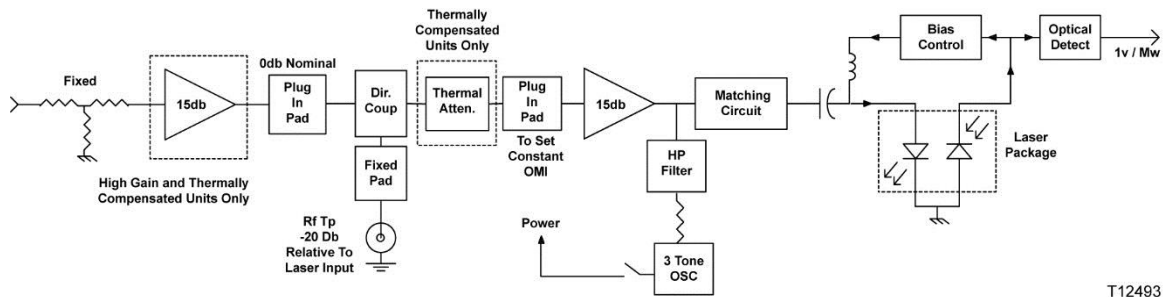 Fixed
15db
High Gain and Thermally
Compensated Units Only
0db Nominal
Plug
In
Pad
Dir.
Coup
Fixed
Pad
Rf Tp
-20 Db
Relative To
Laser Input
Thermally
Compensated
Units Only
Thermal
Atten.
Plug
In
Pad
To Set
Constant
OMI
15db
HP
Filter
Power
3 Tone
OSC
Matching
Circuit
Bias
Control
Optical
Detect
1v / Mw
Laser
Package
T12493